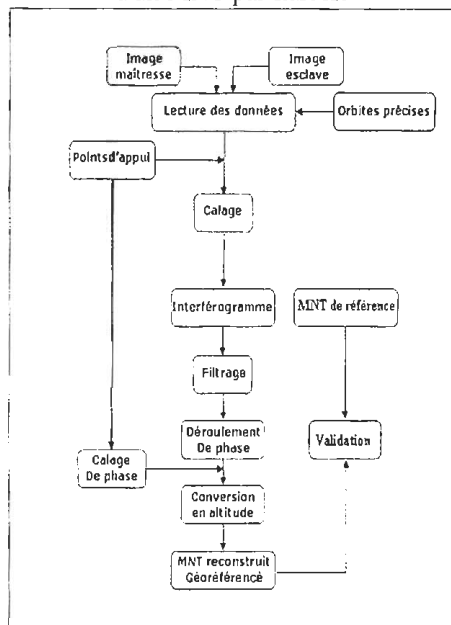 Image
maîtresse
Image
esclave
Lecture des données
Orbites précises
Pointsd'appui
Calage
Interférogramme
MNT de référence
Filtrage
Déroulement
De phase
Validation
Calage
De phase
Conversion
en altitude
MNT reconstruit
Géoréférencé